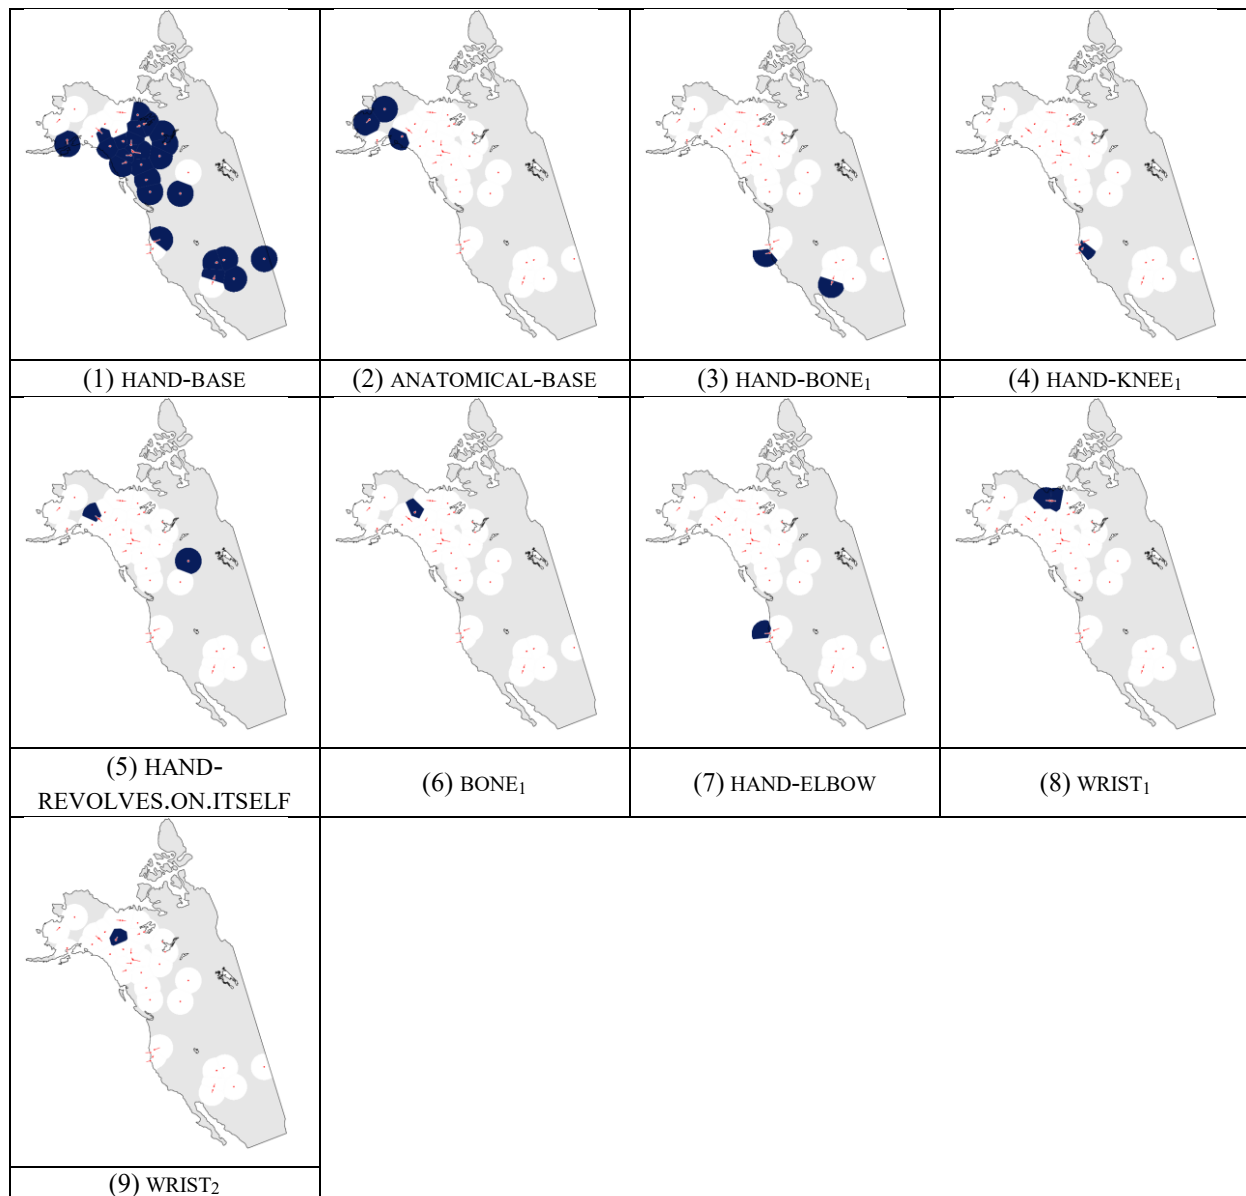 (1) HAND-BASE
(2) ANATOMICAL-BASE
(3) HAND-BONE₁
(4) HAND-KNEE₁
(5) HAND-
REVOLVES.ON.ITSELF
(6) BONE₁
(7) HAND-ELBOW
(8) WRIST₁
(9) WRIST₂